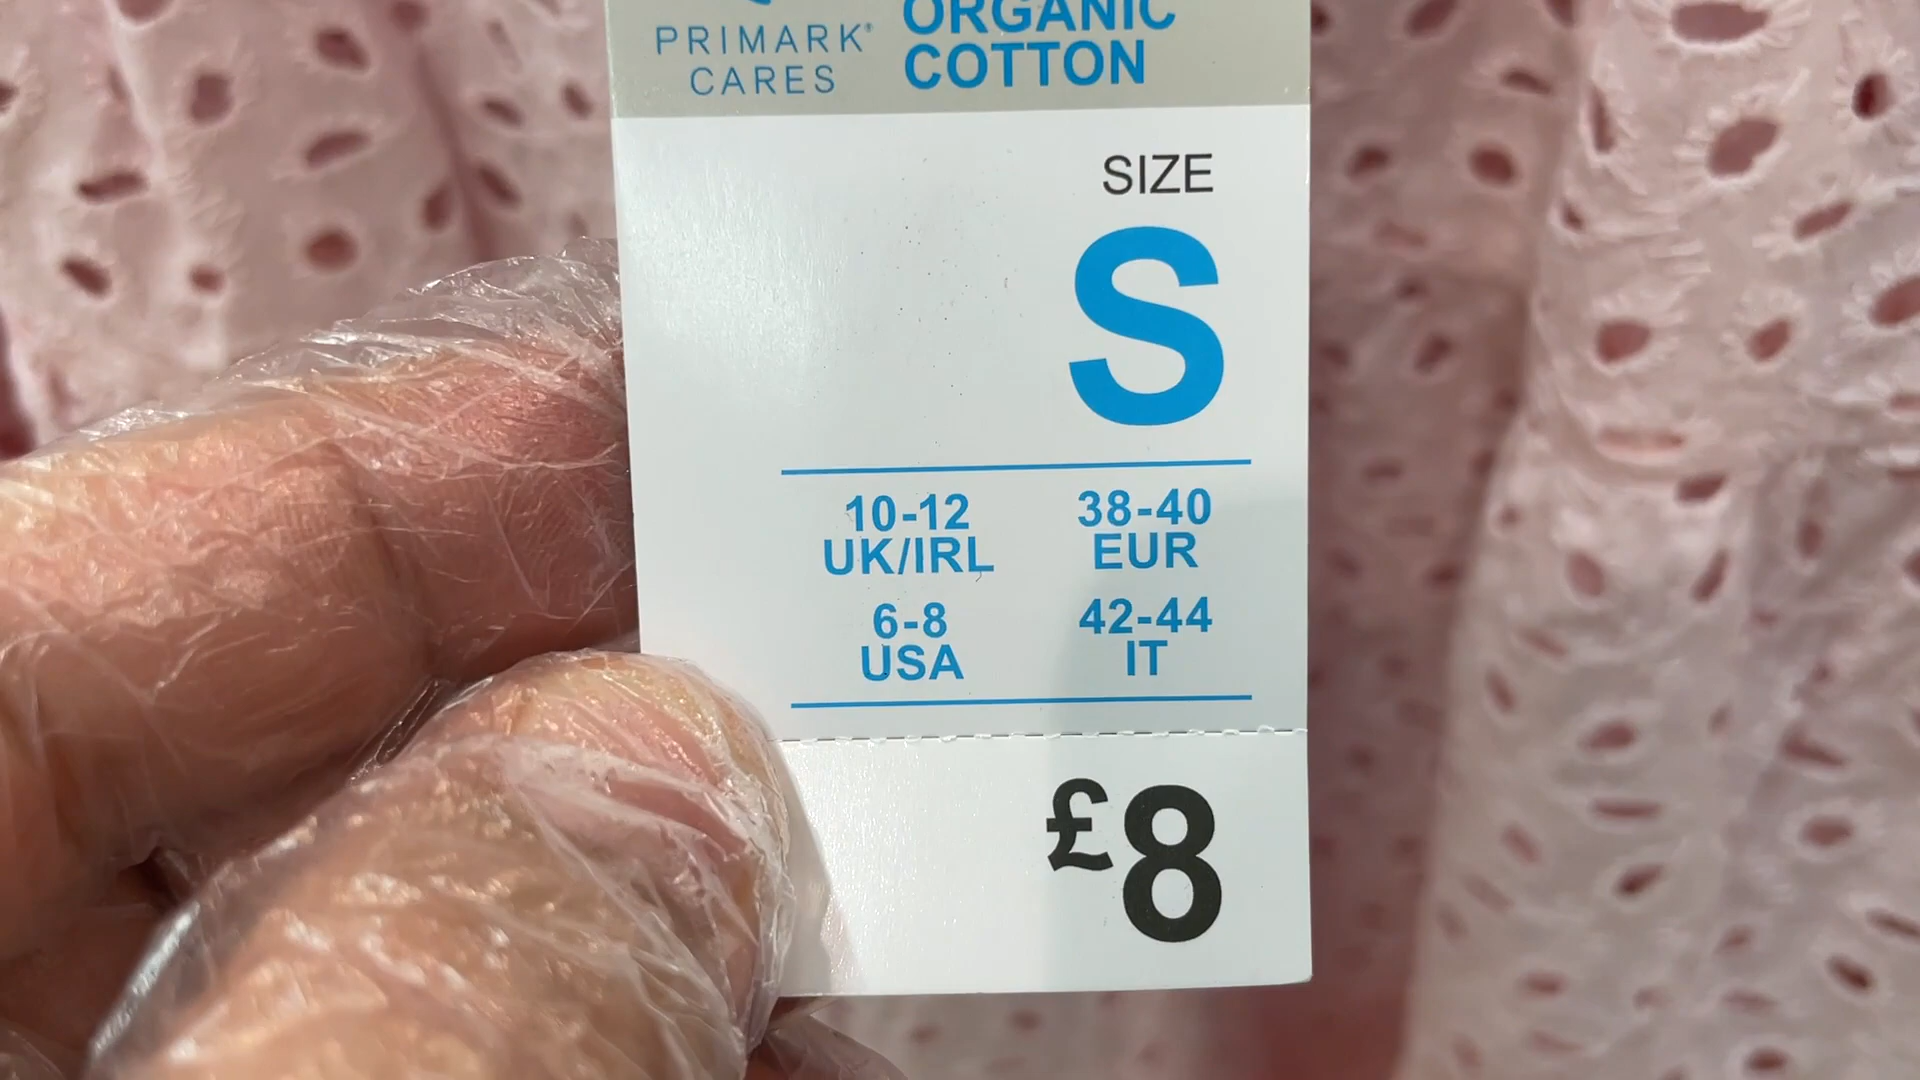 PRIMARK®
CARES
ORGANIC
COTTON
SIZE
S
10-12
UK/IRL
38-40
EUR
6-8
USA
42-44
IT
£8